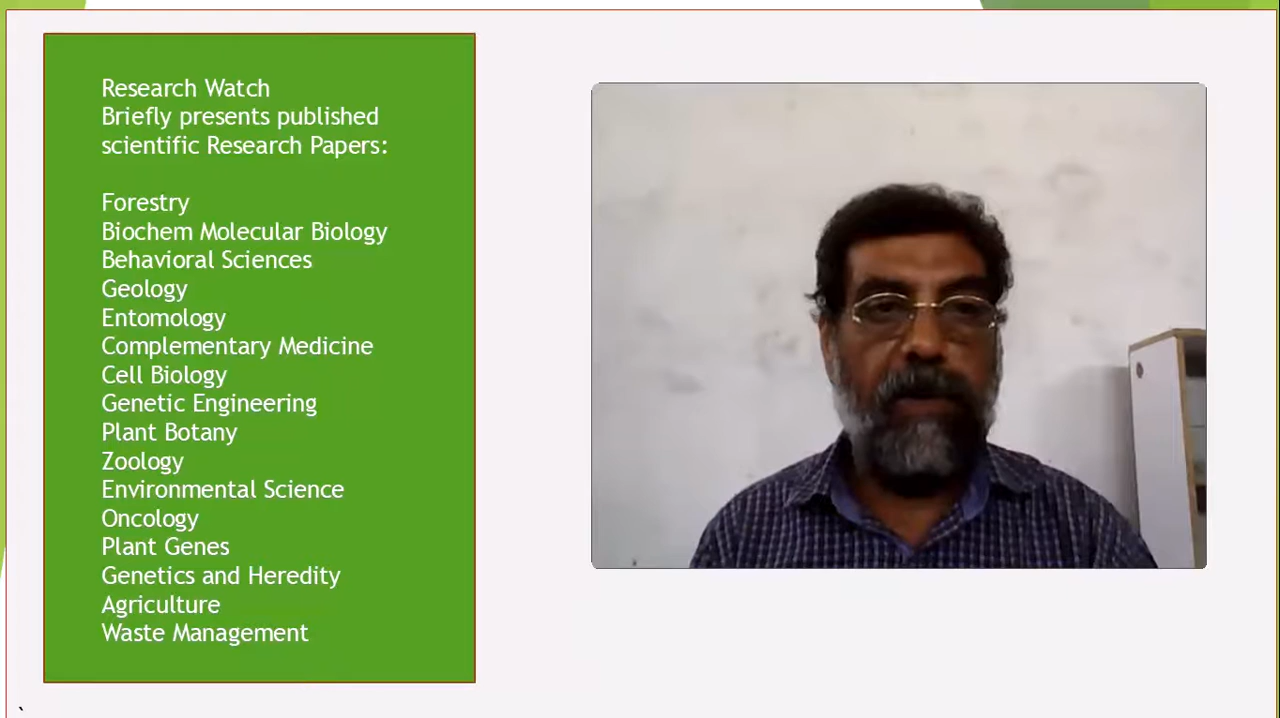 Research Watch
Briefly presents published
scientific Research Papers:
Forestry
Biochem Molecular Biology
Behavioral Sciences
Geology
Entomology
Complementary Medicine
Cell Biology
Genetic Engineering
Plant Botany
Zoology
Environmental Science
Oncology
Plant Genes
Genetics and Heredity
Agriculture
Waste Management
`